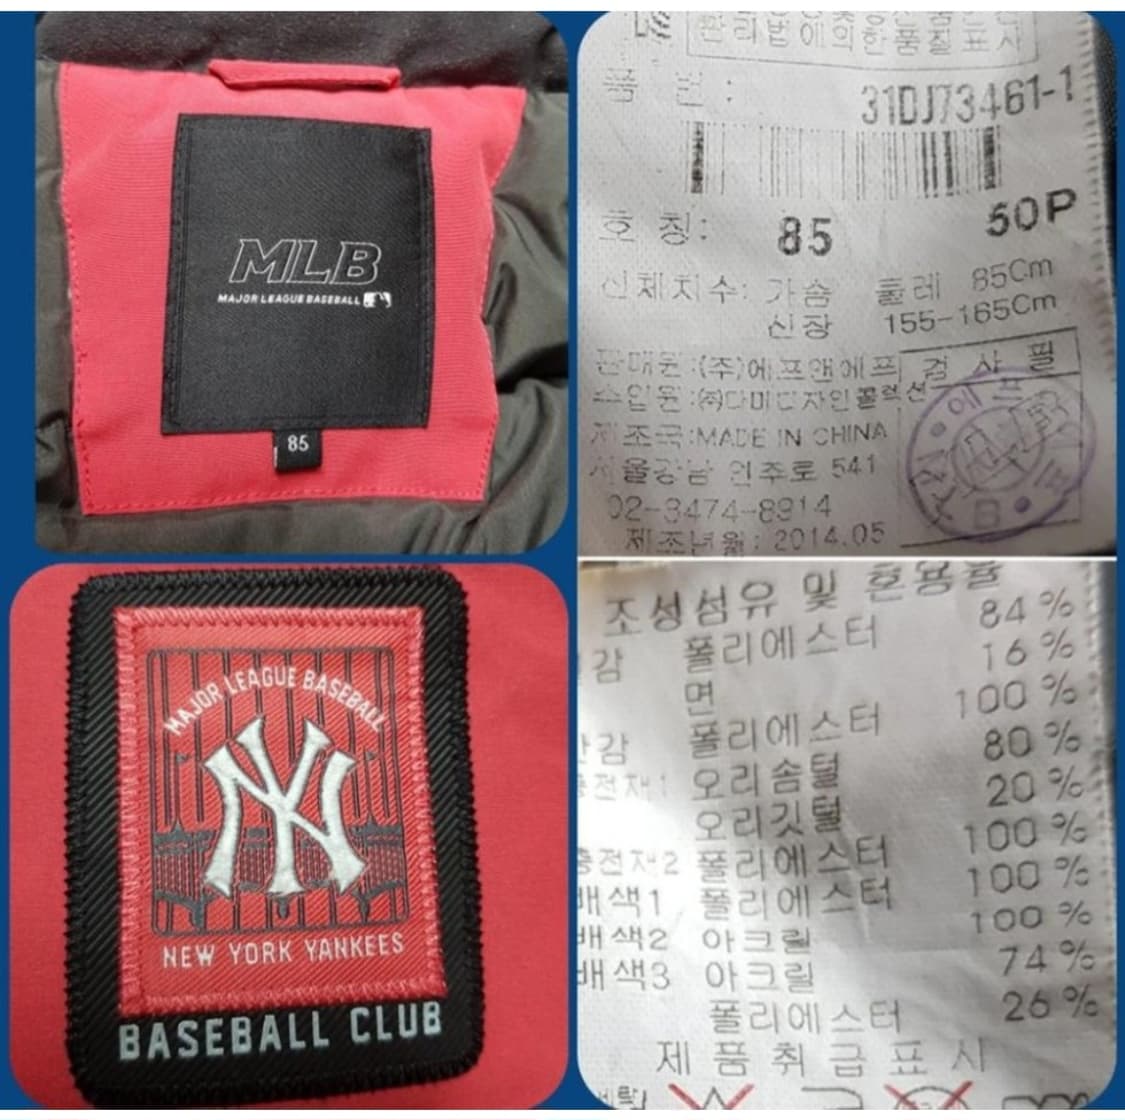 MLB
MAJOR LEAGUE BASEBALL
85
관리법에의한품질표시
품 번 : 31DJ73461-1
호 칭: 85 50P
신체치수: 가슴 둘레 85Cm
신장 155-165Cm
판매원:(주)에프앤에프 검 사 필
수입원:㈜다미디자인콜렉션
제조국:MADE IN CHINA
서울강남 언주로 541
02-3474-8914
제조년월: 2014.05
MAJOR LEAGUE BASEBALL
NY
NEW YORK YANKEES
BASEBALL CLUB
조성섬유 및 혼용률
감 폴리에스터 84%
면 16%
안감 폴리에스터 100%
충전재1 오리솜털 80%
오리깃털 20%
충전재2 폴리에스터 100%
배색1 폴리에스터 100%
배색2 아크릴 100%
배색3 아크릴 74%
폴리에스터 26%
제 품 취 급 표 시